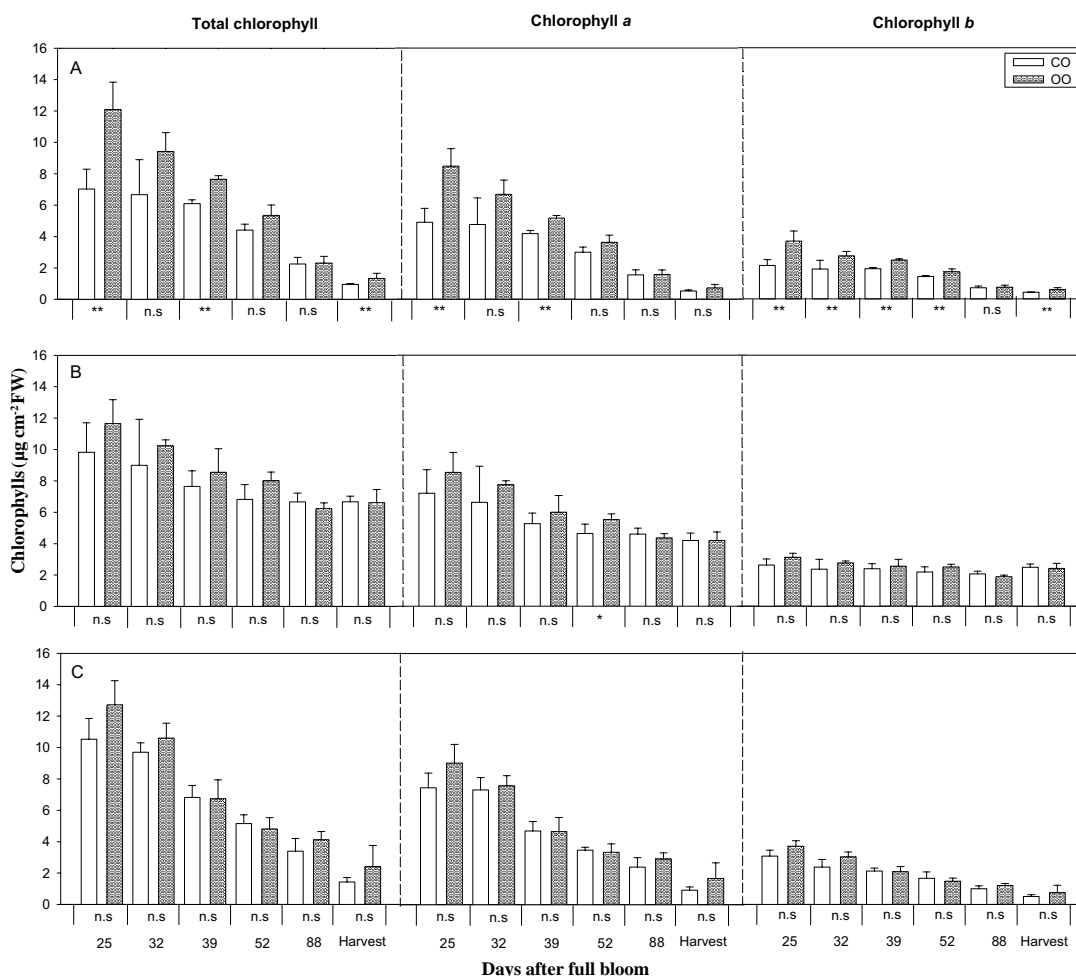 Total chlorophyll Chlorophyll a Chlorophyll b
16
14
12
10
8
6
4
2
0
A
CO
OO
** n.s ** n.s n.s ** ** n.s ** n.s n.s n.s ** ** ** ** n.s **
16
14
12
10
8
6
4
2
0
B
n.s n.s n.s n.s n.s n.s n.s n.s n.s * n.s n.s n.s n.s n.s n.s n.s n.s
Chlorophylls (µg cm-2FW)
16
14
12
10
8
6
4
2
0
C
n.s n.s n.s n.s n.s n.s n.s n.s n.s n.s n.s n.s n.s n.s n.s n.s n.s n.s
25 32 39 52 88 Harvest 25 32 39 52 88 Harvest 25 32 39 52 88 Harvest
Days after full bloom